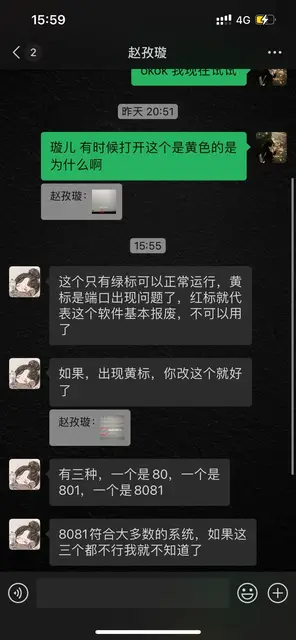 15:59
4G
2
赵孜璇
okok 我现在试试
昨天 20:51
璇儿 有时候打开这个是黄色的是
为什么啊
赵孜璇：
15:55
这个只有绿标可以正常运行，黄
标是端口出现问题了，红标就代
表这个软件基本报废，不可以用
了
如果，出现黄标，你改这个就好
了
赵孜璇：
有三种，一个是80，一个是
801，一个是8081
8081符合大多数的系统，如果这
三个都不行我就不知道了